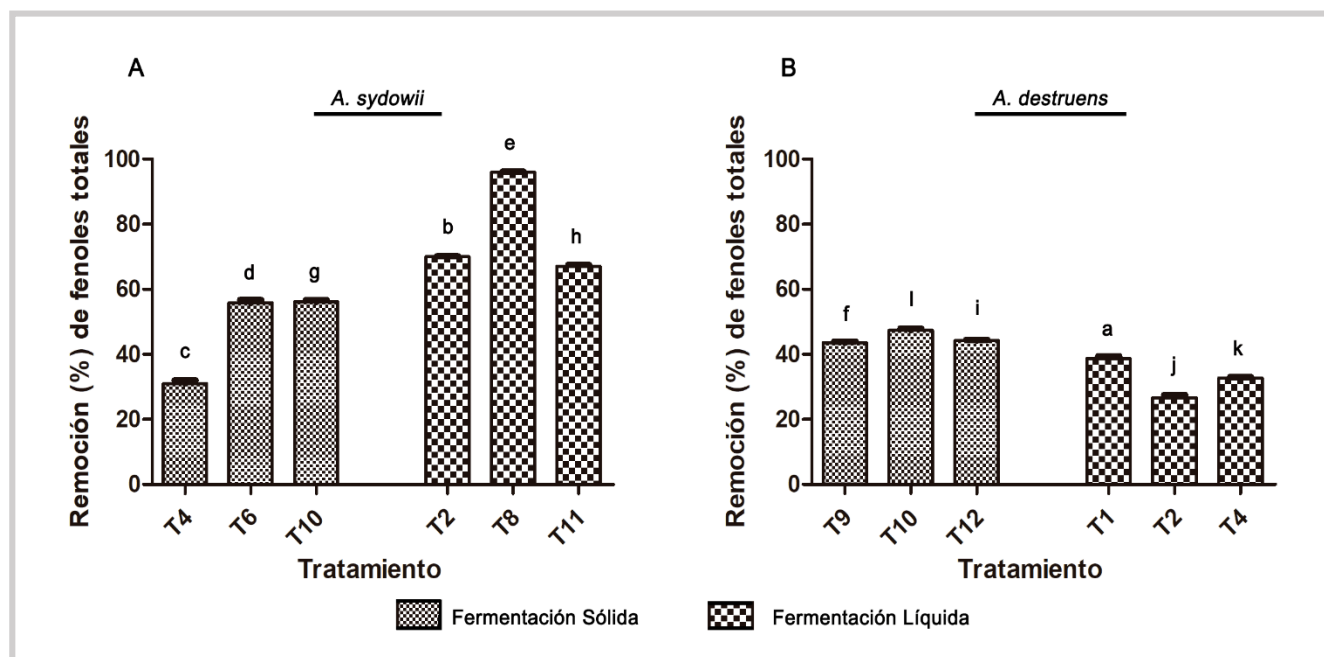 A
A. sydowii
Remoción (%) de fenoles totales
100
80
60
40
20
0
c
d
g
b
e
h
T4
T6
T10
T2
T8
T11
Tratamiento
B
A. destruens
Remoción (%) de fenoles totales
100
80
60
40
20
0
f
l
i
a
j
k
T9
T10
T12
T1
T2
T4
Tratamiento
Fermentación Sólida
Fermentación Líquida